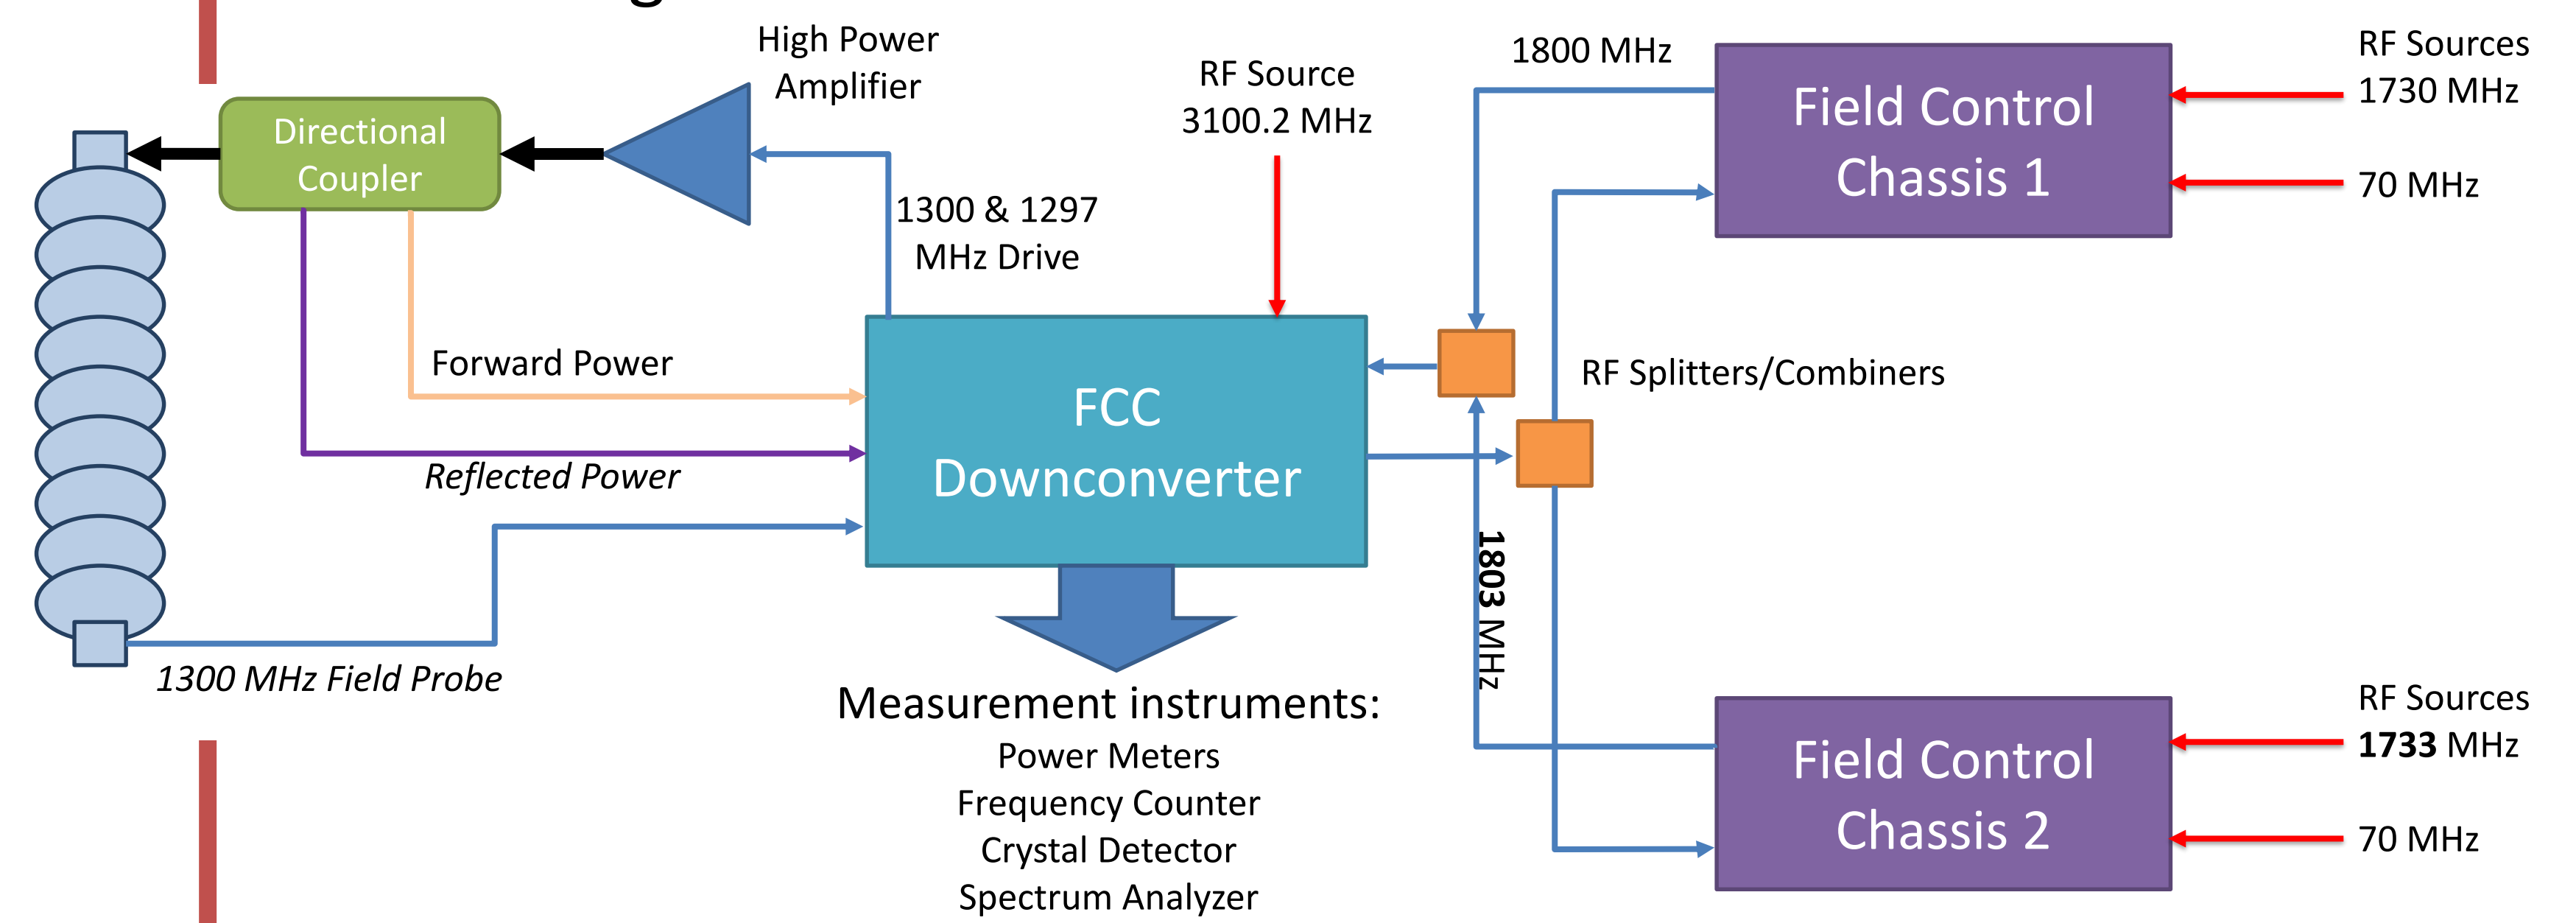 High Power
Amplifier
RF Source
3100.2 MHz
1800 MHz
Field Control
Chassis 1
RF Sources
1730 MHz
70 MHz
Directional
Coupler
1300 & 1297
MHz Drive
Forward Power
Reflected Power
1300 MHz Field Probe
FCC
Downconverter
RF Splitters/Combiners
1803 MHz
Measurement instruments:
Power Meters
Frequency Counter
Crystal Detector
Spectrum Analyzer
Field Control
Chassis 2
RF Sources
1733 MHz
70 MHz